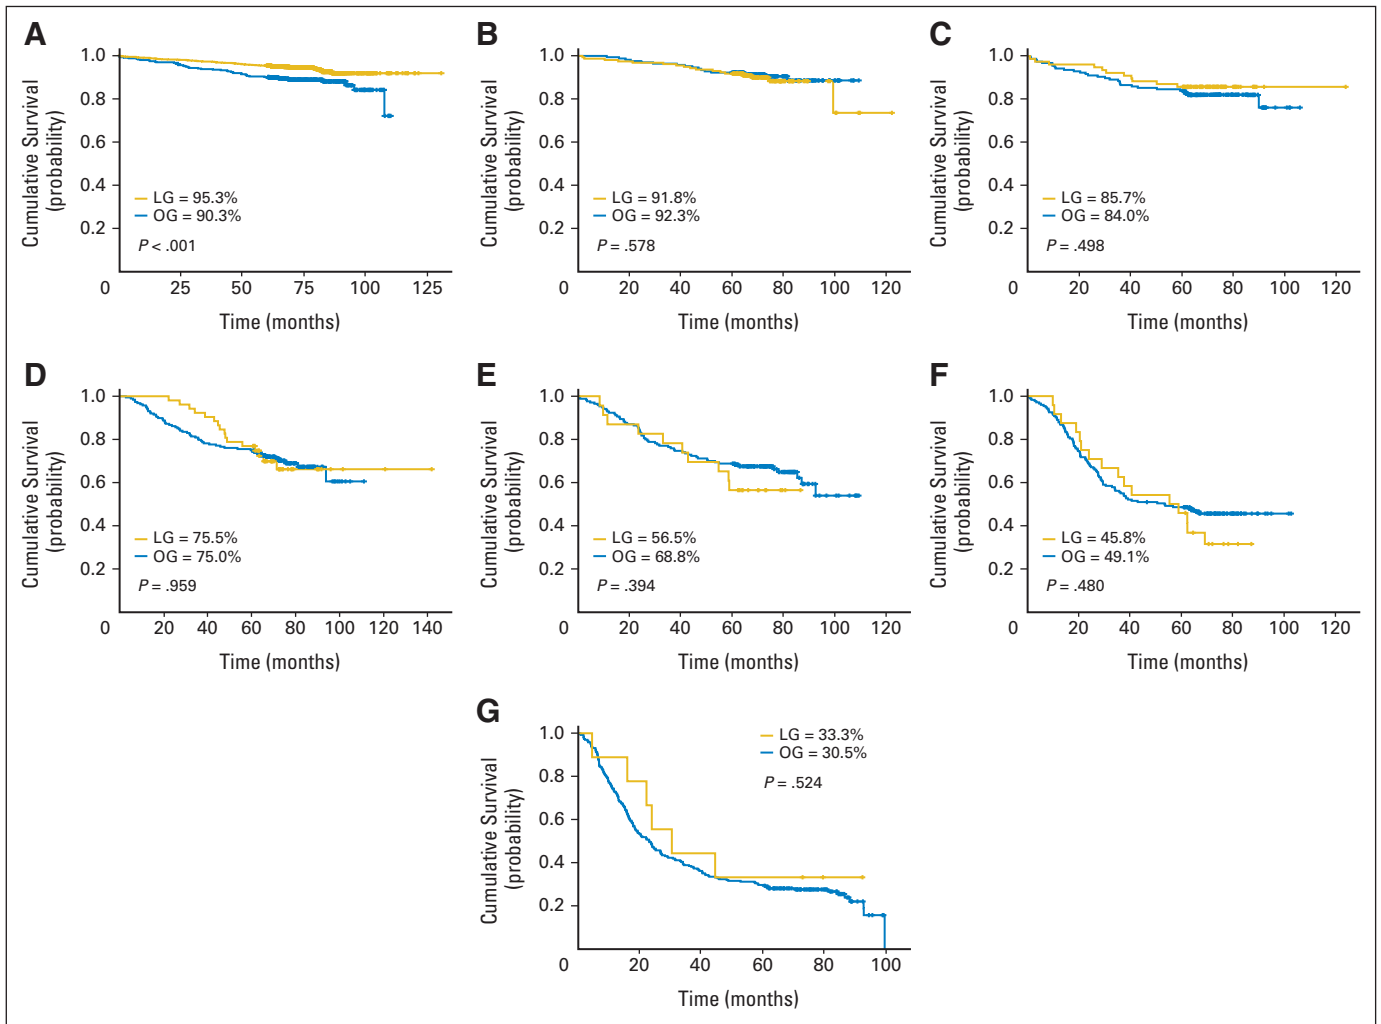 A
Cumulative Survival
(probability)
1.0
0.8
0.6
0.4
0.2
LG = 95.3%
OG = 90.3%
P < .001
0 25 50 75 100 125
Time (months)
B
Cumulative Survival
(probability)
1.0
0.8
0.6
0.4
0.2
LG = 91.8%
OG = 92.3%
P = .578
0 20 40 60 80 100 120
Time (months)
C
Cumulative Survival
(probability)
1.0
0.8
0.6
0.4
0.2
LG = 85.7%
OG = 84.0%
P = .498
0 20 40 60 80 100 120
Time (months)
D
Cumulative Survival
(probability)
1.0
0.8
0.6
0.4
0.2
LG = 75.5%
OG = 75.0%
P = .959
0 20 40 60 80 100 120 140
Time (months)
E
Cumulative Survival
(probability)
1.0
0.8
0.6
0.4
0.2
LG = 56.5%
OG = 68.8%
P = .394
0 20 40 60 80 100 120
Time (months)
F
Cumulative Survival
(probability)
1.0
0.8
0.6
0.4
0.2
LG = 45.8%
OG = 49.1%
P = .480
0 20 40 60 80 100 120
Time (months)
G
Cumulative Survival
(probability)
1.0
0.8
0.6
0.4
0.2
LG = 33.3%
OG = 30.5%
P = .524
0 20 40 60 80 100
Time (months)